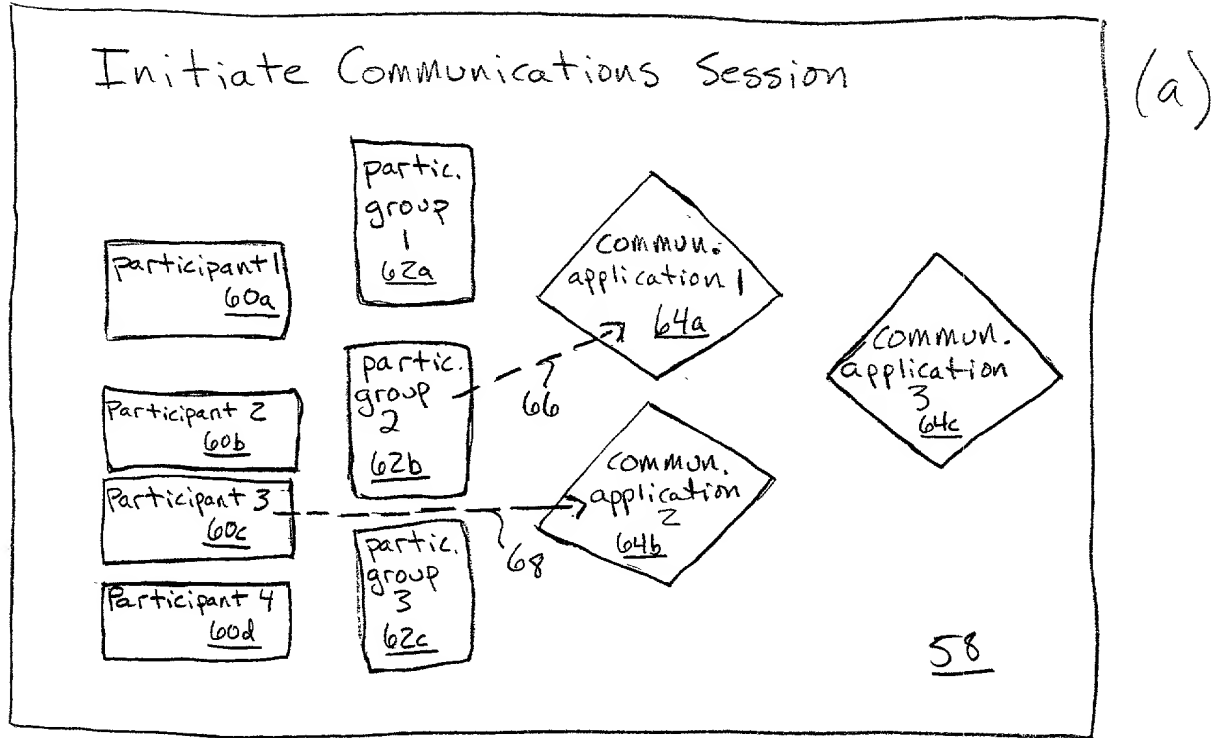 Initiate Communications Session
(a)
participant 1
60a
Participant 2
60b
Participant 3
60c
Participant 4
60d
partic.
group
1
62a
partic.
group
2
62b
partic.
group
3
62c
commun.
application 1
64a
66
commun.
application
2
64b
68
commun.
application
3
64c
58